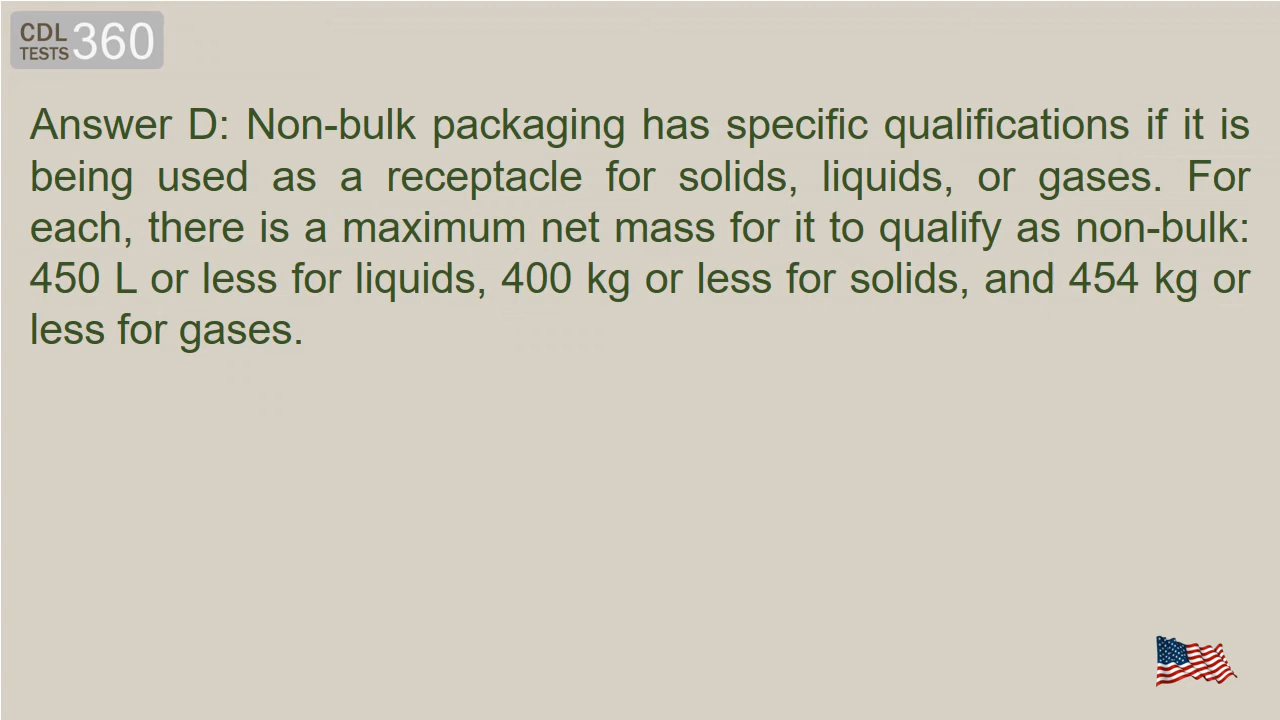 CDL
TESTS 360
Answer D: Non-bulk packaging has specific qualifications if it is
being used as a receptacle for solids, liquids, or gases. For
each, there is a maximum net mass for it to qualify as non-bulk:
450 L or less for liquids, 400 kg or less for solids, and 454 kg or
less for gases.